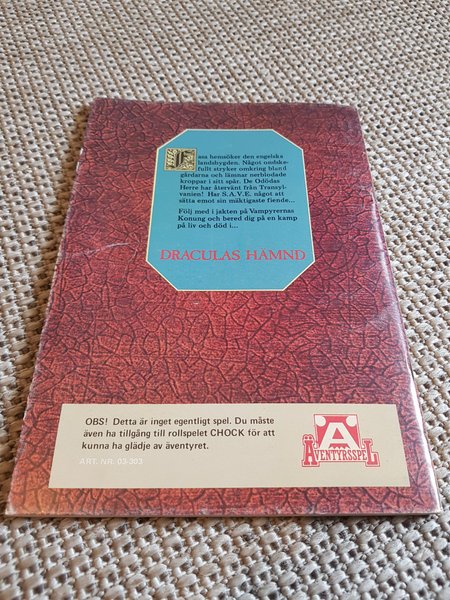 Fasa hemsöker den engelska
landsbygden. Något ondske-
fullt stryker omkring bland
gårdarna och lämnar nerblodade
kroppar i sitt spår. De Odödas
Herre har återvänt från Transyl-
vanien! Har S.A.V.E. något att
sätta emot sin mäktigaste fiende...
Följ med i jakten på Vampyrernas
Konung och bered dig på en kamp
på liv och död i...
DRACULAS HÄMND
OBS! Detta är inget egentligt spel. Du måste
även ha tillgång till rollspelet CHOCK för att
kunna ha glädje av äventyret.
ART. NR. 03-303
ÄVENTYRSSPEL